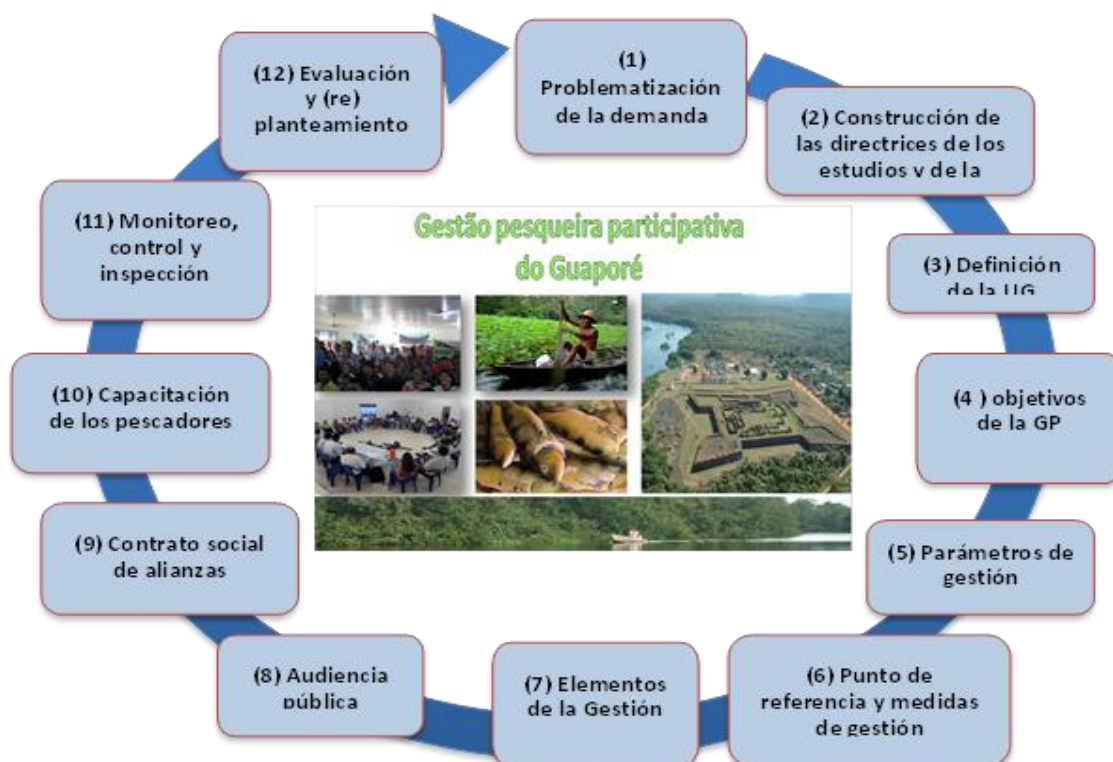 (1)
Problematización
de la demanda
(2) Construcción de
las directrices de los
estudios y de la
(3) Definición
de la UG
(4 ) objetivos
de la GP
(5) Parámetros de
gestión
(6) Punto de
referencia y medidas
de gestión
(7) Elementos
de la Gestión
(8) Audiencia
pública
(9) Contrato social
de alianzas
(10) Capacitación
de los pescadores
(11) Monitoreo,
control y
inspección
(12) Evaluación
y (re)
planteamiento
Gestão pesqueira participativa
do Guaporé